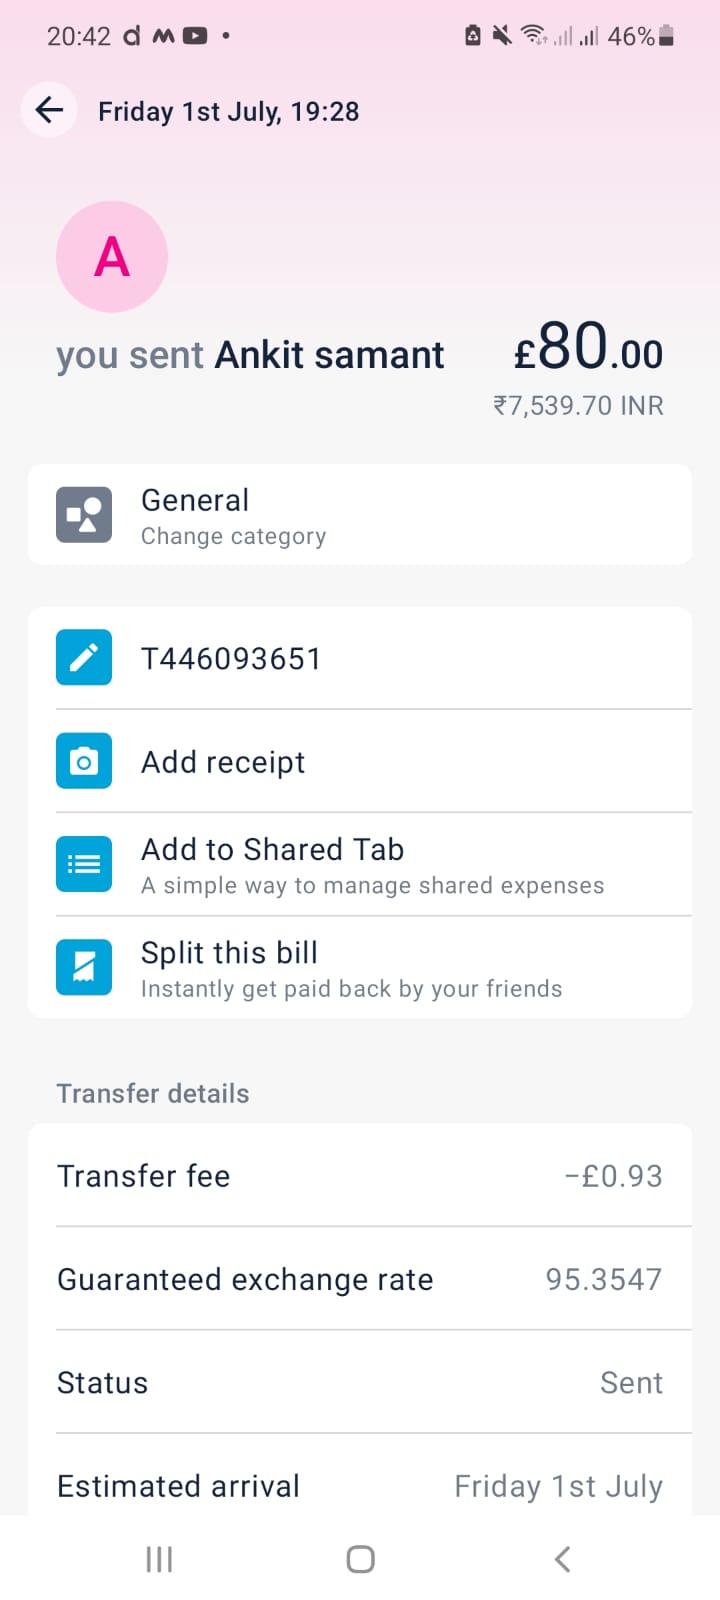 20:42
46%
Friday 1st July, 19:28
A
you sent Ankit samant
£80.00
₹7,539.70 INR
General
Change category
T446093651
Add receipt
Add to Shared Tab
A simple way to manage shared expenses
Split this bill
Instantly get paid back by your friends
Transfer details
Transfer fee -£0.93
Guaranteed exchange rate 95.3547
Status Sent
Estimated arrival Friday 1st July